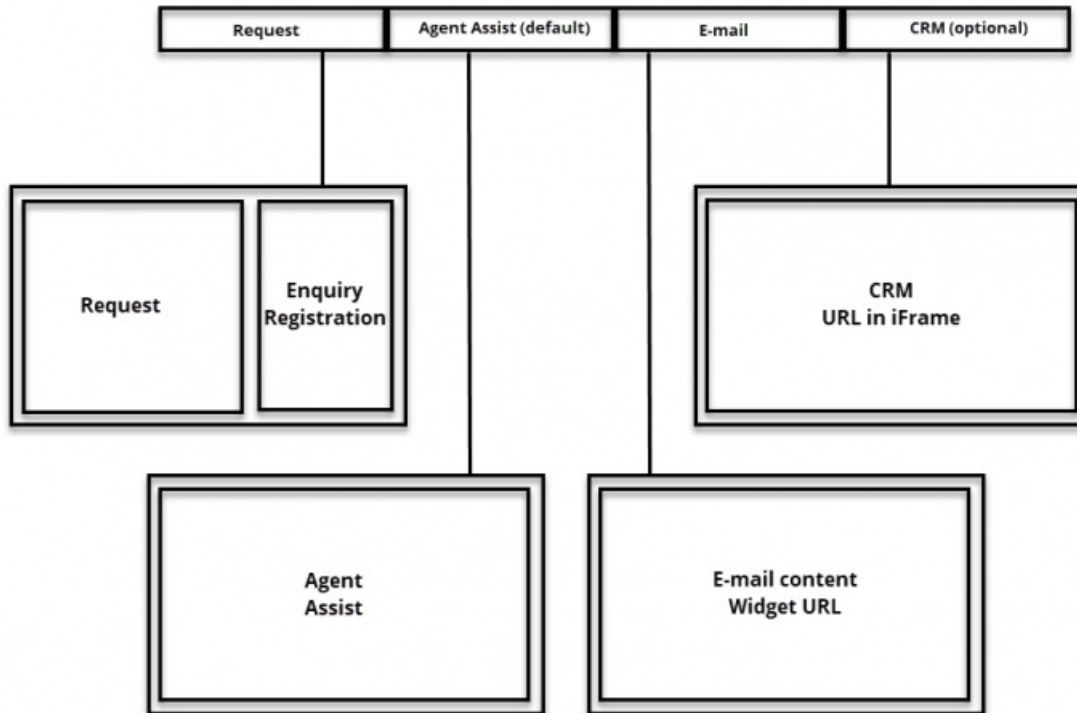 Request
Agent Assist (default)
E-mail
CRM (optional)
Request
Enquiry
Registration
CRM
URL in iFrame
Agent
Assist
E-mail content
Widget URL